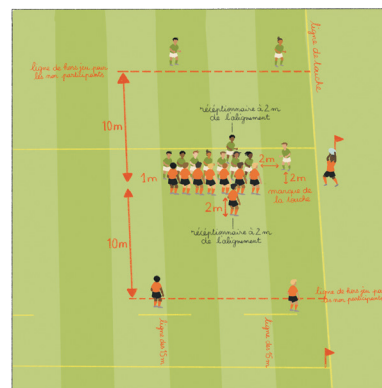 ligne de touche
ligne de hors jeu pour
les non participants
10m
réceptionnaire à 2 m
de l'alignement
1m
2m
2m
marque de
la touche
2m
10m
réceptionnaire à 2 m
de l'alignement
ligne de hors jeu pour
les non participants
ligne des 15m
ligne des 5m